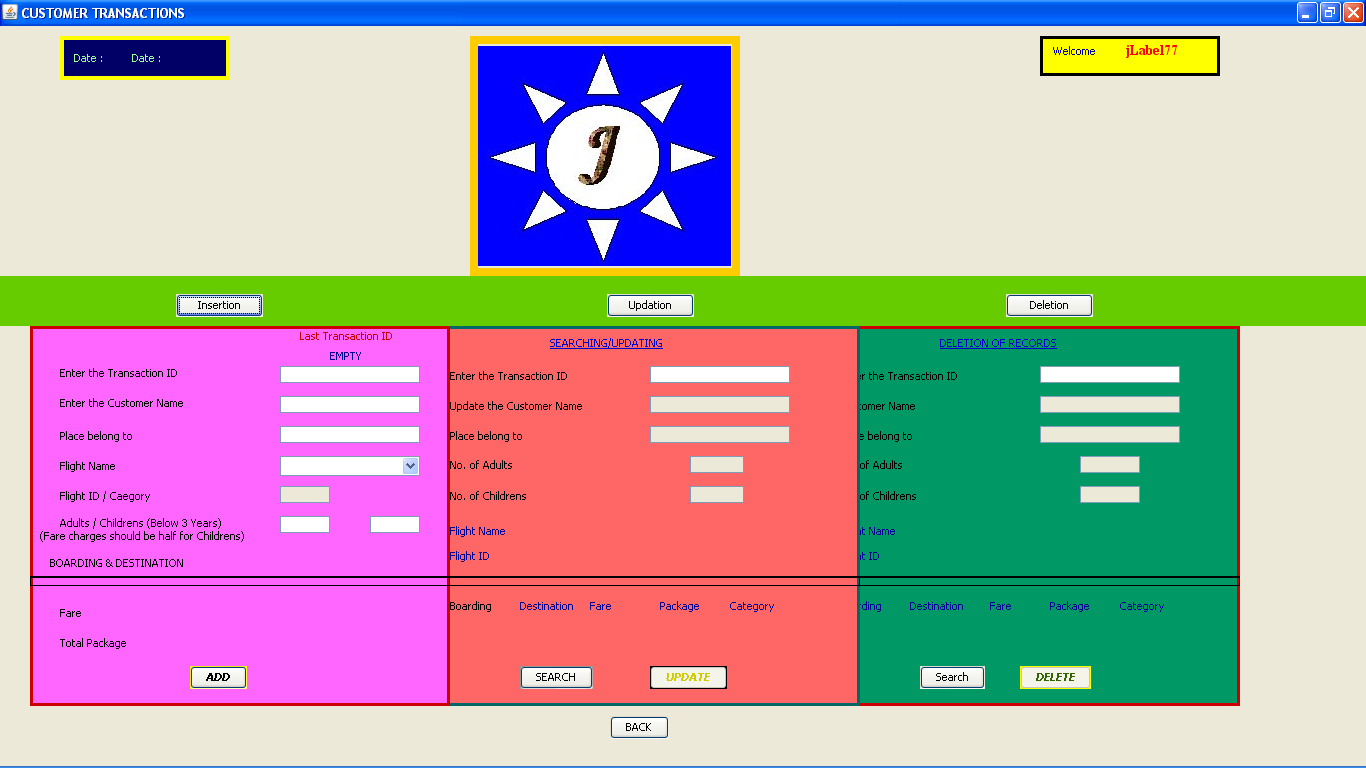 CUSTOMER TRANSACTIONS
Date : Date :
Welcome jLabel77
J
Insertion Updation Deletion
Last Transaction ID
EMPTY
Enter the Transaction ID
Enter the Customer Name
Place belong to
Flight Name
Flight ID / Caegory
Adults / Childrens (Below 3 Years)
(Fare charges should be half for Childrens)
BOARDING & DESTINATION
Fare
Total Package
ADD
SEARCHING/UPDATING
Enter the Transaction ID
Update the Customer Name
Place belong to
No. of Adults
No. of Childrens
Flight Name
Flight ID
Boarding Destination Fare Package Category
SEARCH UPDATE
DELETION OF RECORDS
er the Transaction ID
tomer Name
e belong to
of Adults
of Childrens
ht Name
t ID
rding Destination Fare Package Category
Search DELETE
BACK